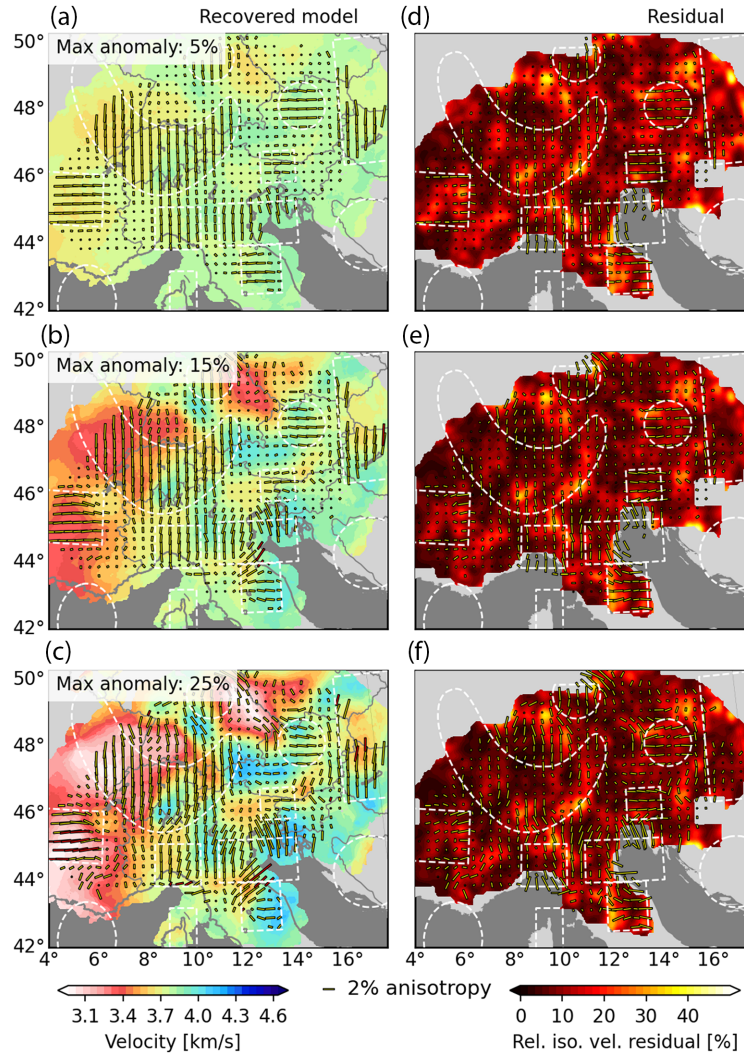 (a) Recovered model (d) Residual
50°
Max anomaly: 5%
48°
46°
44°
42°
(b) (e)
50°
Max anomaly: 15%
48°
46°
44°
42°
(c) (f)
50°
Max anomaly: 25%
48°
46°
44°
42°
4° 6° 8° 10° 12° 14° 16° 4° 6° 8° 10° 12° 14° 16°
2% anisotropy
3.1 3.4 3.7 4.0 4.3 4.6 0 10 20 30 40
Velocity [km/s] Rel. iso. vel. residual [%]